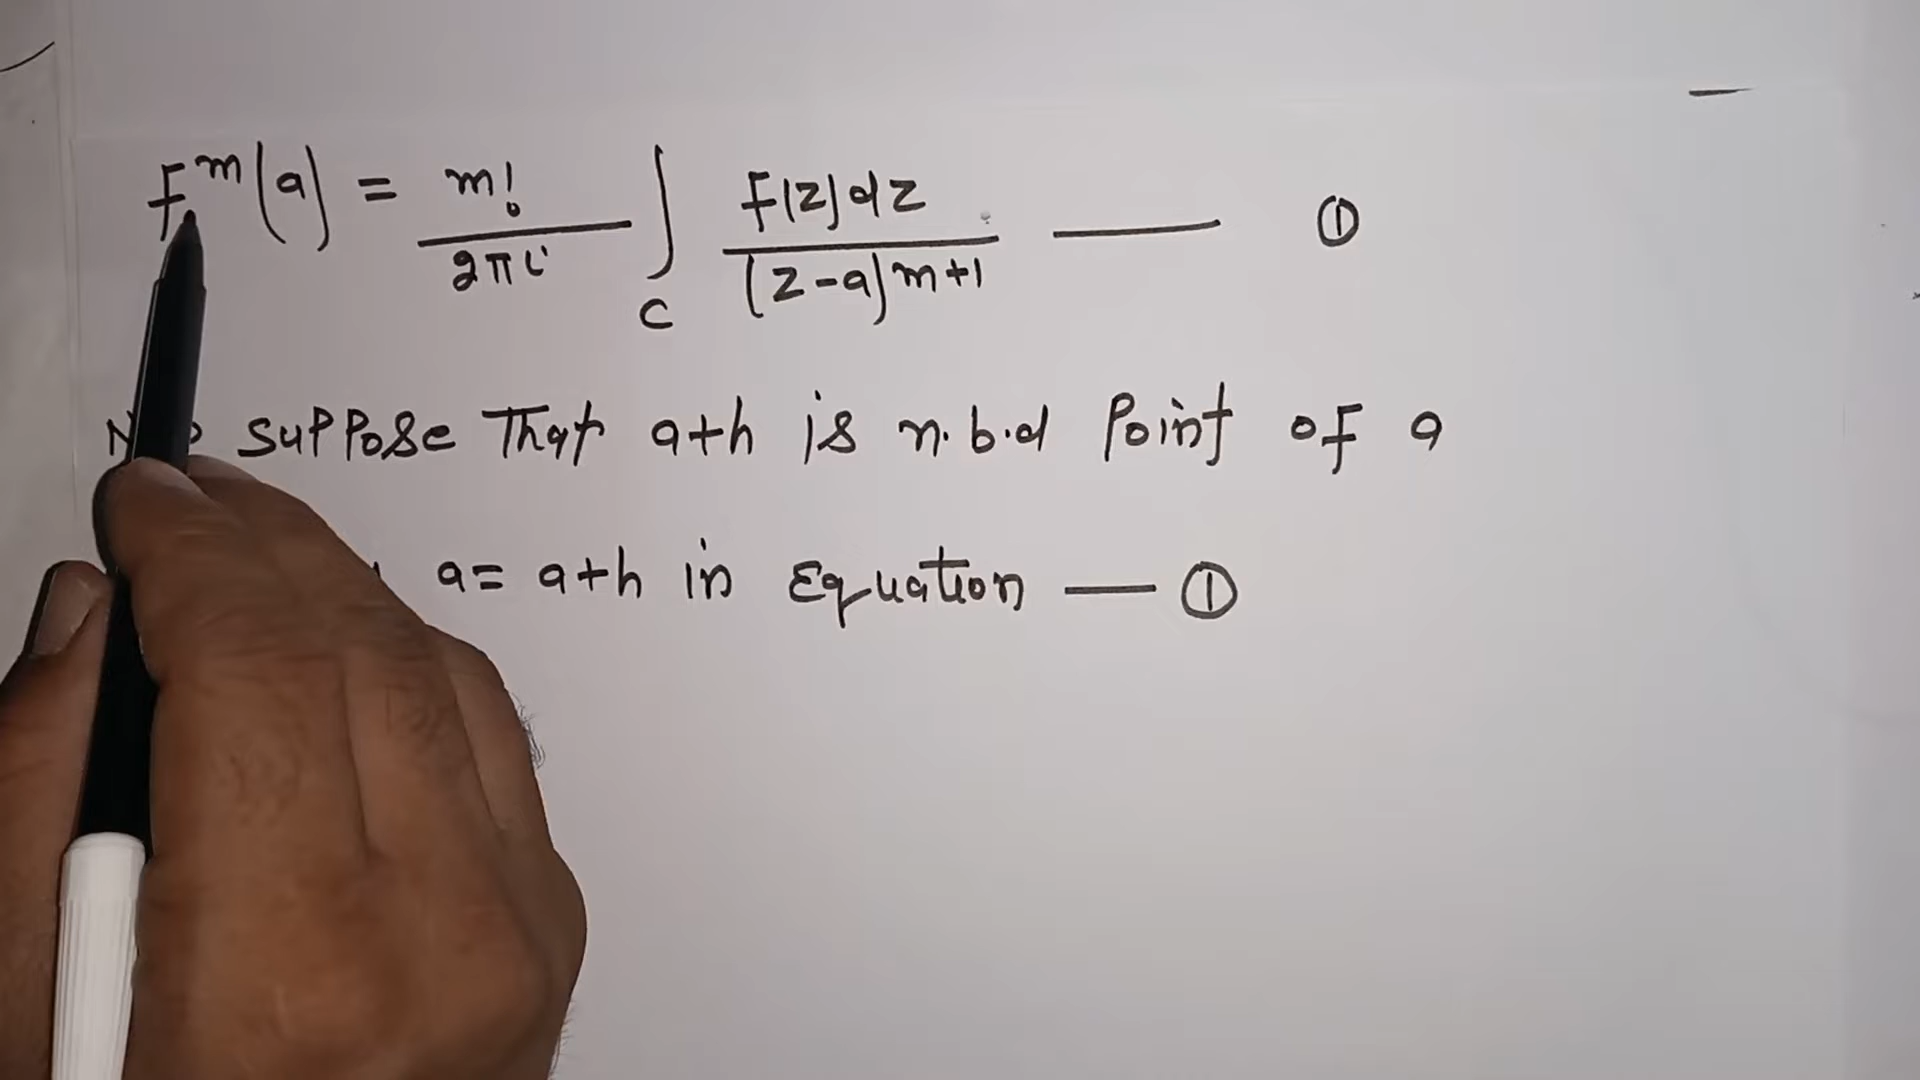 F^m(a) = m!/2πi ∫_C F(z)dz/(z-a)^{m+1} —— ①
suppose That a+h is n.b.d Point of a
a= a+h in Equation — ①